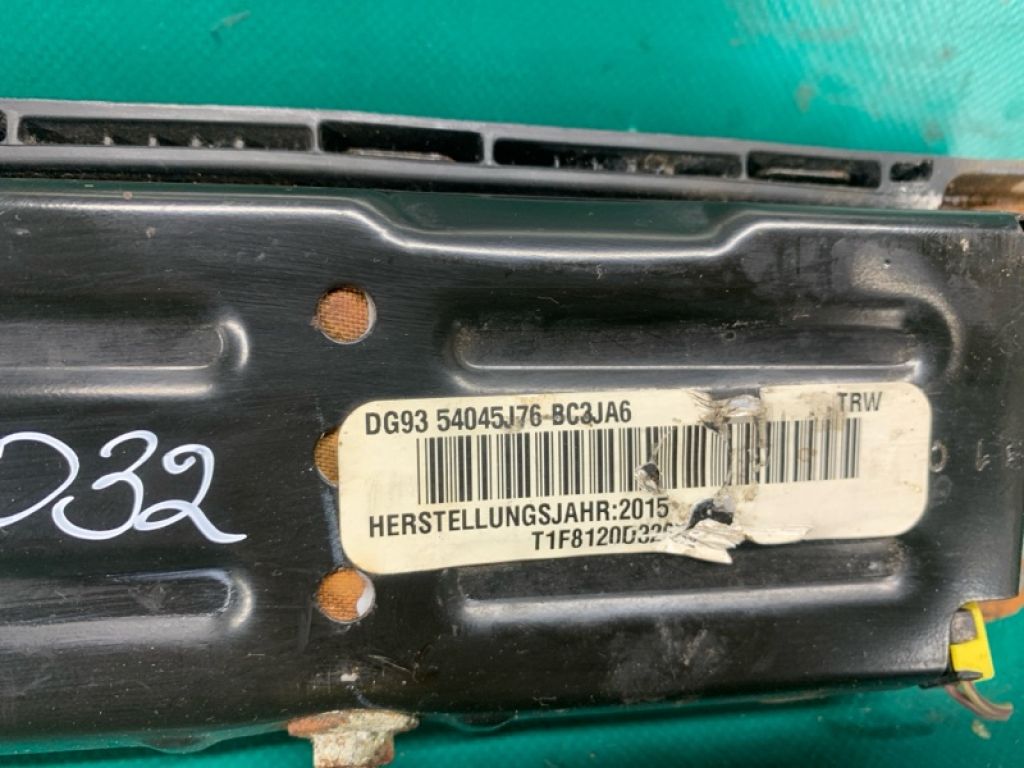 DG93 54045J76 BC3JA6 TRW
HERSTELLUNGSJAHR:2015
D32